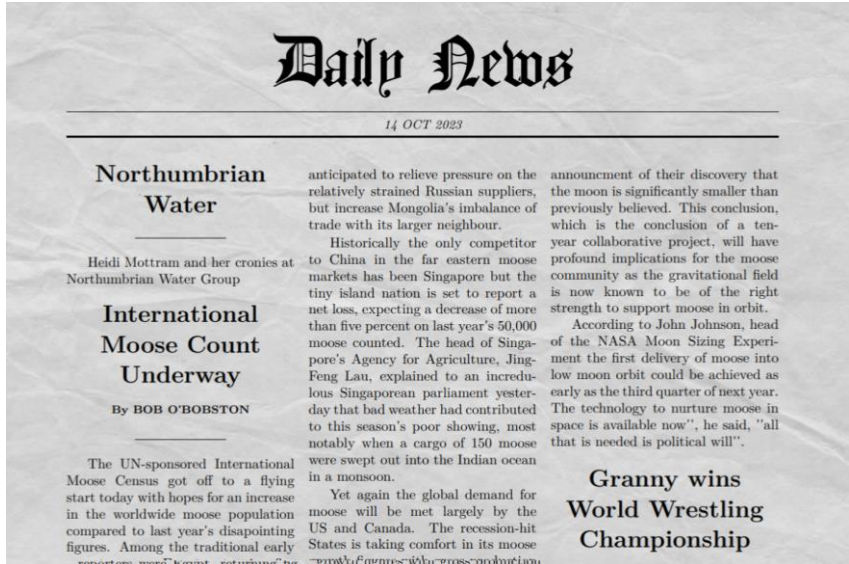 Daily News
14 OCT 2023
Northumbrian
Water
Heidi Mottram and her cronies at
Northumbrian Water Group
International
Moose Count
Underway
By BOB O'BOBSTON
The UN-sponsored International
Moose Census got off to a flying
start today with hopes for an increase
in the worldwide moose population
compared to last year's disapointing
figures. Among the traditional early
reporters were Egypt, returning
anticipated to relieve pressure on the
relatively strained Russian suppliers,
but increase Mongolia's imbalance of
trade with its larger neighbour.
Historically the only competitor
to China in the far eastern moose
markets has been Singapore but the
tiny island nation is set to report a
net loss, expecting a decrease of more
than five percent on last year's 50,000
moose counted. The head of Singa-
pore's Agency for Agriculture, Jing-
Feng Lau, explained to an incredu-
lous Singaporean parliament yester-
day that bad weather had contributed
to this season's poor showing, most
notably when a cargo of 150 moose
were swept out into the Indian ocean
in a monsoon.
Yet again the global demand for
moose will be met largely by the
US and Canada. The recession-hit
States is taking comfort in its moose
announcment of their discovery that
the moon is significantly smaller than
previously believed. This conclusion,
which is the conclusion of a ten-
year collaborative project, will have
profound implications for the moose
community as the gravitational field
is now known to be of the right
strength to support moose in orbit.
According to John Johnson, head
of the NASA Moon Sizing Experi-
ment the first delivery of moose into
low moon orbit could be achieved as
early as the third quarter of next year.
The technology to nurture moose in
space is available now", he said, "all
that is needed is political will".
Granny wins
World Wrestling
Championship